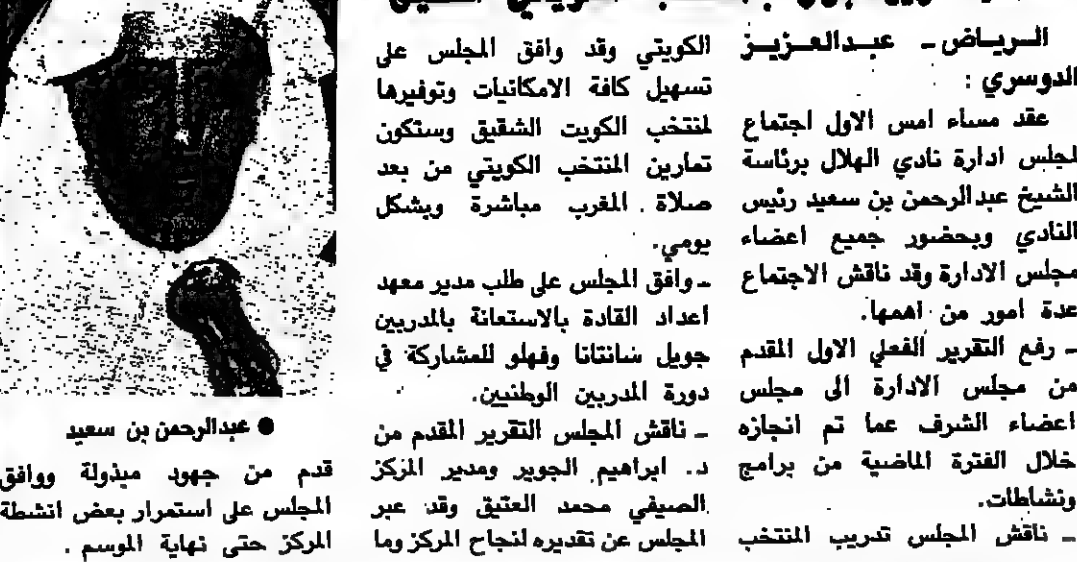 الكويتي
الرياض - عبدالعزيز
الدوسري :
عقد مساء امس الاول اجتماع
لمجلس ادارة نادي الهلال برئاسة
الشيخ عبدالرحمن بن سعيد رئيس
النادي وبحضور جميع اعضاء
مجلس الادارة وقد ناقش الاجتماع
عدة امور من اهمها.
ـ رفع التقرير الفعلي الاول المقدم
من مجلس الادارة الى مجلس
اعضاء الشرف عما تم انجازه
خلال الفترة الماضية من برامج
ونشاطات.
ـ ناقش المجلس تدريب المنتخب
الكويتي وقد وافق المجلس على
تسهيل كافة الامكانيات وتوفيرها
لمنتخب الكويت الشقيق وستكون
تمارين المنتخب الكويتي من بعد
صلاة المغرب مباشرة وبشكل
يومي.
ـ وافق المجلس على طلب مدير معهد
اعداد القادة بالاستعانة بالمدربين
جويل سانتانا وفهلو للمشاركة في
دورة المدربين الوطنيين.
ـ ناقش المجلس التقرير المقدم من
د. ابراهيم الجوير ومدير المركز
الصيفي محمد العتيق وقد عبر
المجلس عن تقديره لنجاح المركز وما
● عبدالرحمن بن سعيد
قدم من جهود مبذولة ووافق
المجلس على استمرار بعض انشطة
المركز حتى نهاية الموسم .